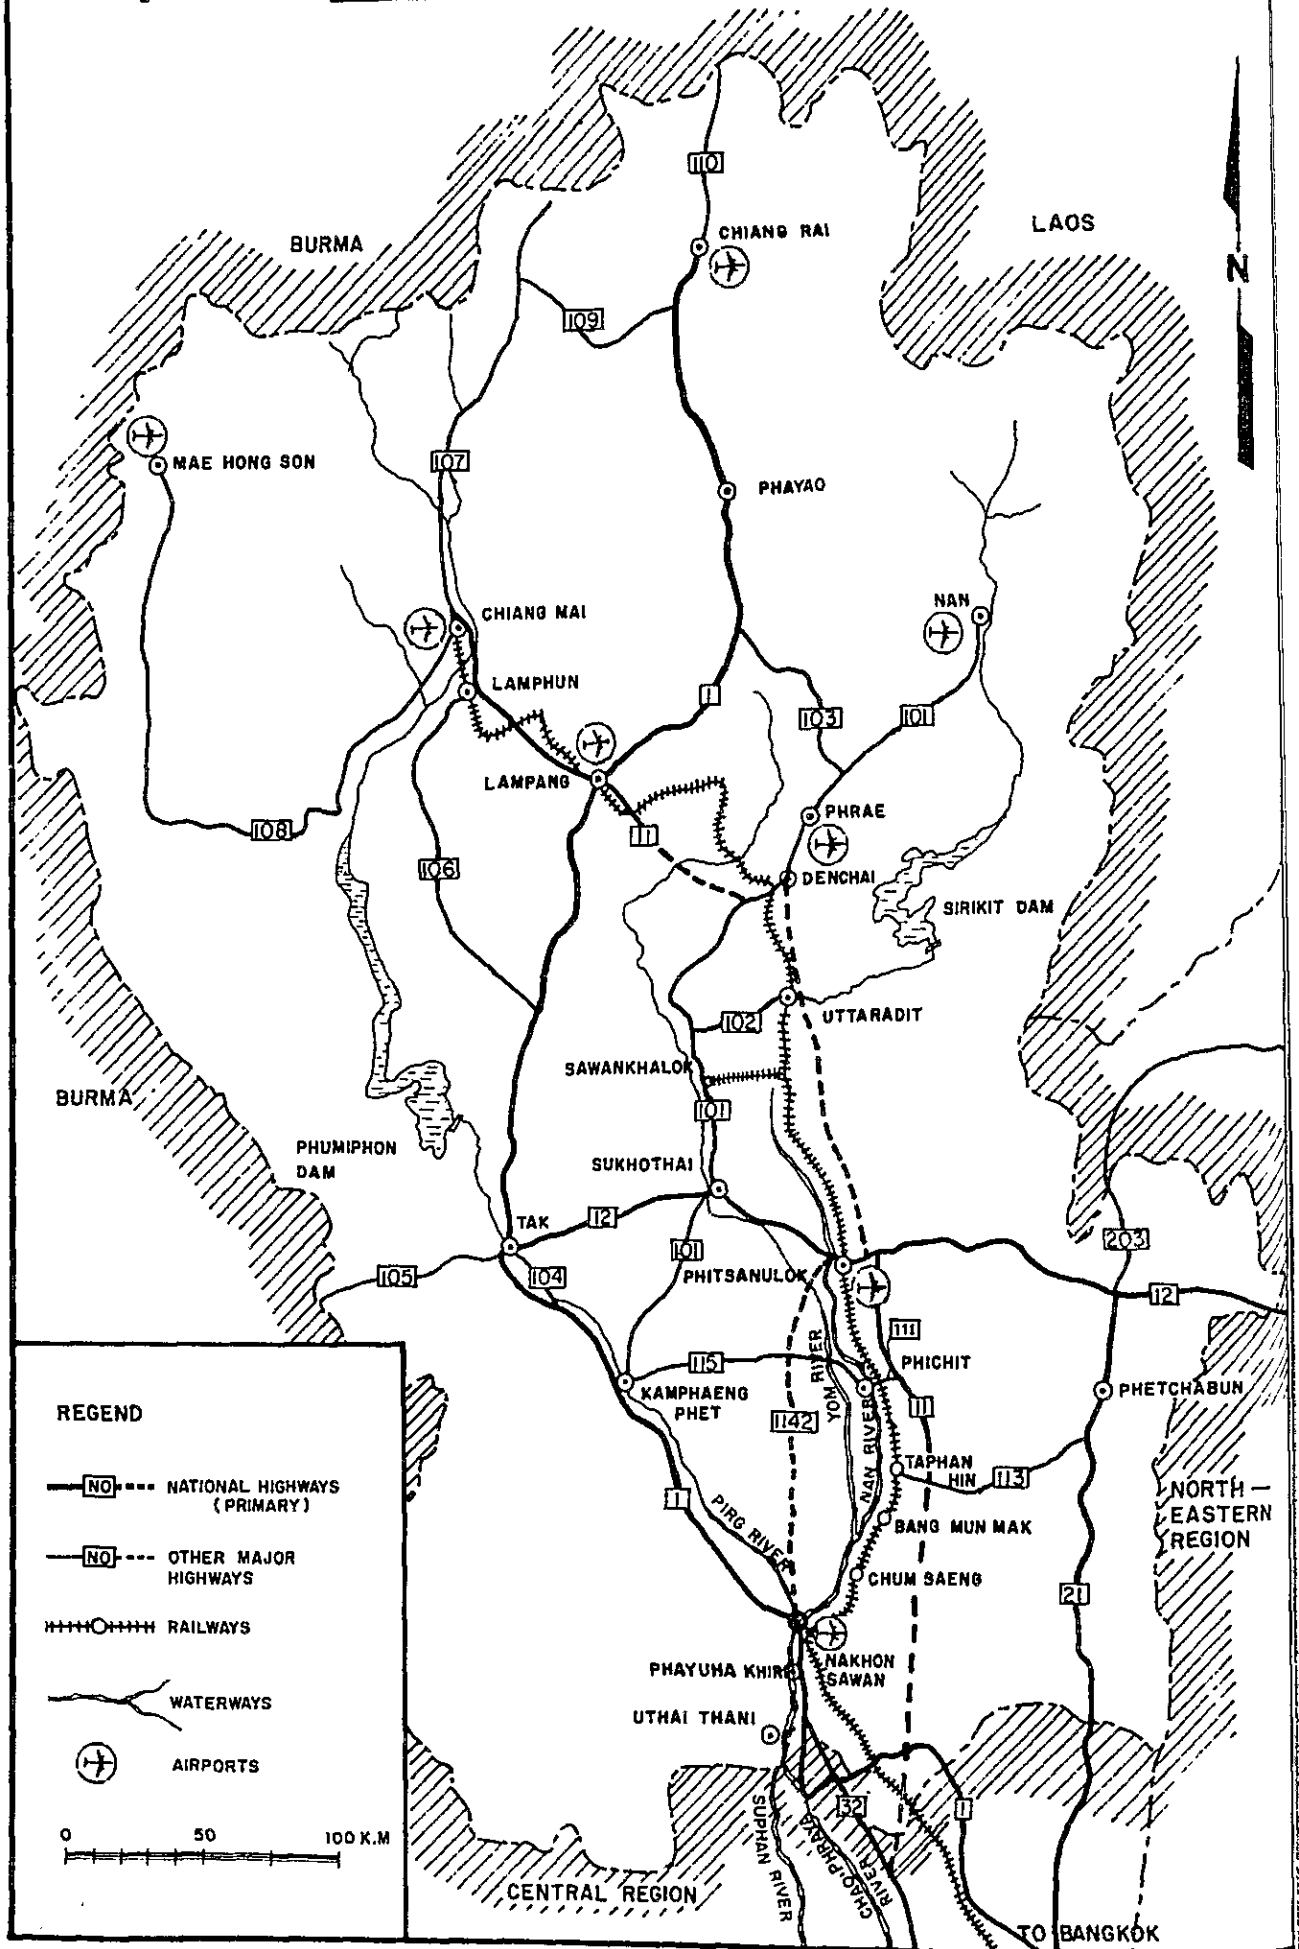 110
CHIANG RAI
LAOS
BURMA
N
109
MAE HONG SON
107
PHAYAO
NAN
CHIANG MAI
LAMPHUN
1
103
101
LAMPANG
PHRAE
108
11
106
DENCHAI
SIRIKIT DAM
UTTARADIT
102
SAWANKHALOK
BURMA
101
PHUMIPHON
DAM
SUKHOTHAI
TAK
12
203
101
PHITSANULOK
105
104
12
111
YOM RIVER
PHICHIT
115
KAMPHAENG
PHET
PHETCHABUN
1142
11
NAN RIVER
TAPHAN
HIN
113
1
PIRG RIVER
NORTH-
EASTERN
REGION
BANG MUN MAK
CHUM SAENG
21
NAKHON
SAWAN
PHAYUHA KHIRI
UTHAI THANI
32
1
SUPHAN RIVER
CHAO-PHRAYA
RIVER
CENTRAL REGION
TO BANGKOK
REGEND
NO
NATIONAL HIGHWAYS
(PRIMARY)
NO
OTHER MAJOR
HIGHWAYS
RAILWAYS
WATERWAYS
AIRPORTS
0 50 100 K.M